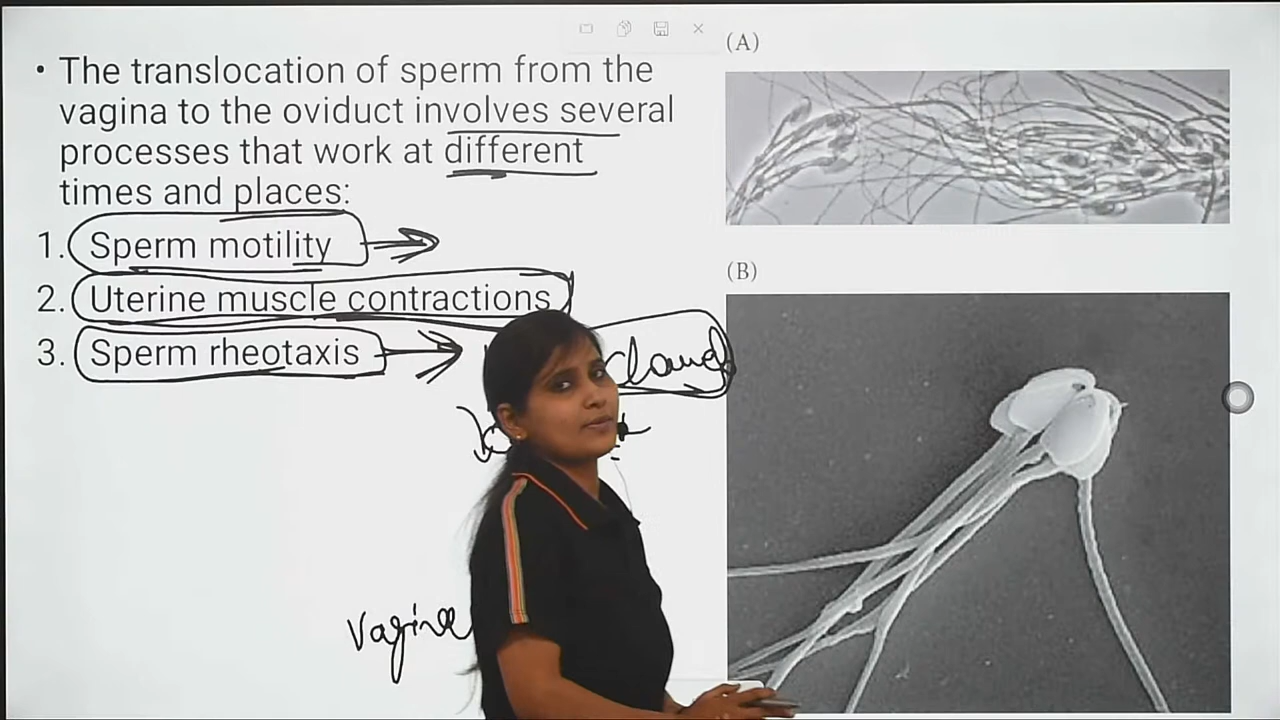 (A)
• The translocation of sperm from the
vagina to the oviduct involves several
processes that work at different
times and places:
1. Sperm motility
2. Uterine muscle contractions
3. Sperm rheotaxis
(B)
vagina